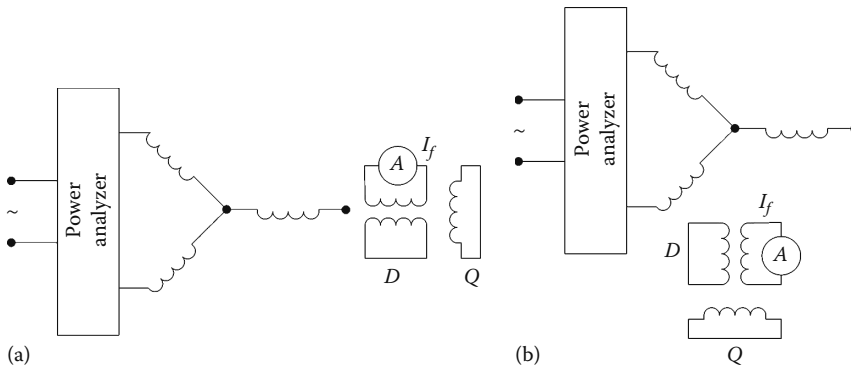 ~
Power
analyzer
A
I_f
D
Q
(a)
~
Power
analyzer
D
I_f
A
Q
(b)